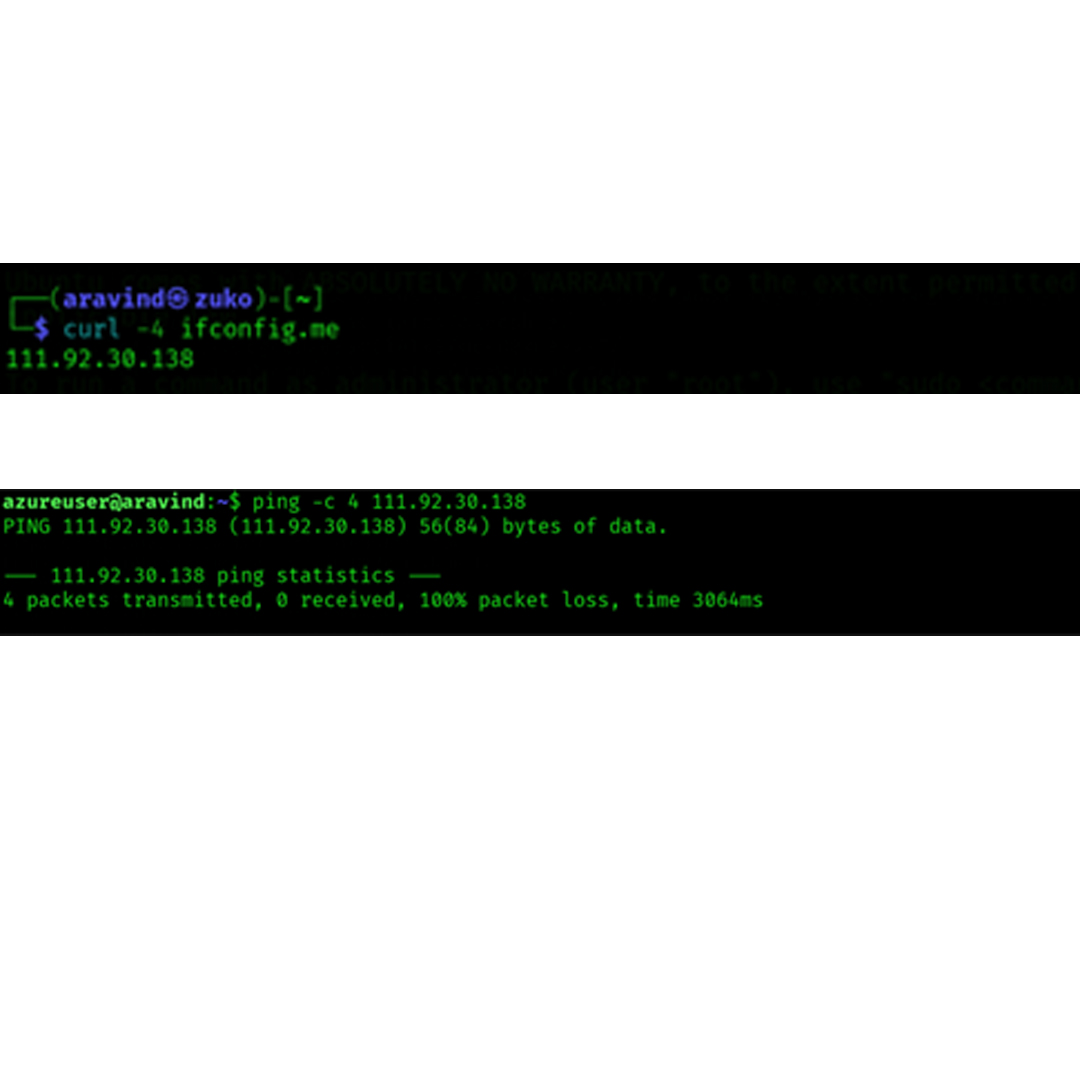 Ubuntu comes with ABSOLUTELY NO WARRANTY, to the extent permitted
┌──(aravind㉿zuko)-[~]
└─$ curl -4 ifconfig.me
111.92.30.138
To run a command as administrator (user "root"), use "sudo <comma
azureuser@aravind:~$ ping -c 4 111.92.30.138
PING 111.92.30.138 (111.92.30.138) 56(84) bytes of data.
--- 111.92.30.138 ping statistics ---
4 packets transmitted, 0 received, 100% packet loss, time 3064ms